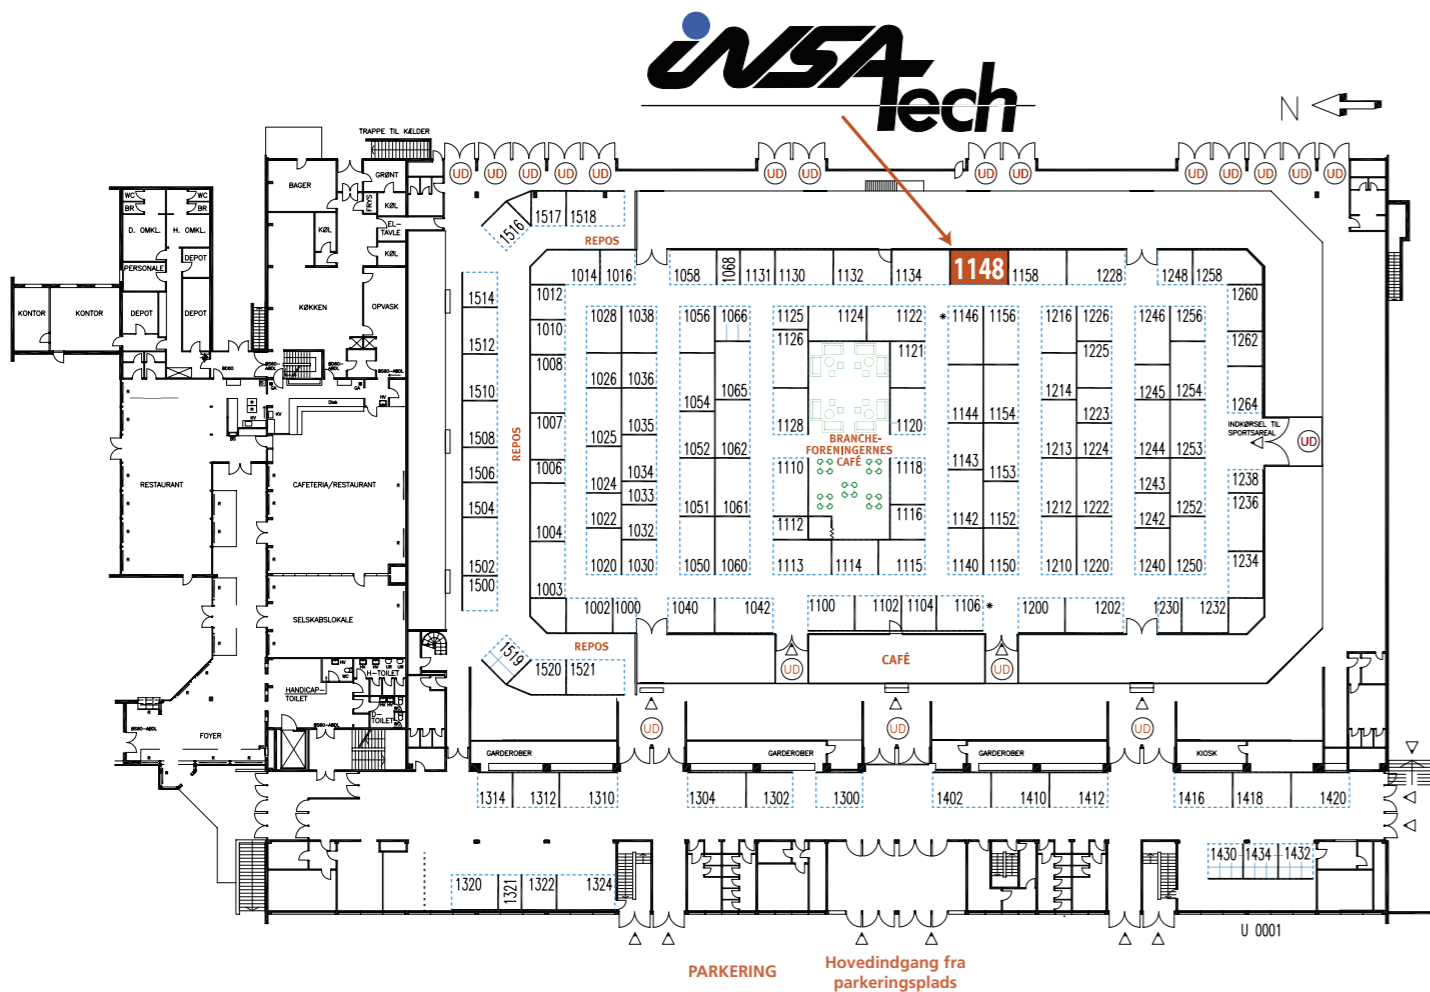 iNSATech
N
TRAPPE TIL KÆLDER
UD UD UD UD UD UD UD UD UD UD UD UD UD UD
BAGER
GRØNT
FRYS
KØL
EL-
TAVLE
KØL
KØL
WC
WC
BR
BR
D. OMKL.
H. OMKL.
DEPOT
PERSONALE
KONTOR
KONTOR
DEPOT
DEPOT
KØKKEN
OPVASK
1516
1517
1518
REPOS
1014
1016
1058
1068
1131
1130
1132
1134
1148
1158
1228
1248
1258
1514
1012
1028
1038
1056
1066
1125
1124
1122
1146
1156
1216
1226
1246
1256
1260
1010
1126
1262
1512
1008
1121
1225
1026
1036
1510
1054
1065
1214
1245
1254
1264
1007
1025
1035
1128
1120
1144
1154
1223
INDKØRSEL TIL
SPORTSAREAL
UD
BRANCHE-
FORENINGERNES
CAFÉ
1508
REPOS
1052
1062
1213
1224
1244
1253
1506
1006
1034
1110
1118
1143
1153
1238
1024
1033
1243
1504
1051
1061
1116
1212
1222
1252
1236
1022
1032
1112
1142
1152
1242
1004
1502
1020
1030
1050
1060
1113
1114
1115
1140
1150
1210
1220
1240
1250
1234
1500
1003
1002
1000
1040
1042
1100
1102
1104
1106
1200
1202
1230
1232
RESTAURANT
CAFETERIA/RESTAURANT
Disk
SELSKABSLOKALE
REPOS
CAFÉ
UD
UD
1519
1520
1521
H-TOILET
HANDICAP-
TOILET
D-
TOILET
FOYER
UD
UD
UD
GARDEROBER
GARDEROBER
GARDEROBER
KIOSK
1314
1312
1310
1304
1302
1300
1402
1410
1412
1416
1418
1420
1320
1321
1322
1324
1430
1434
1432
U 0001
PARKERING
Hovedindgang fra
parkeringsplads